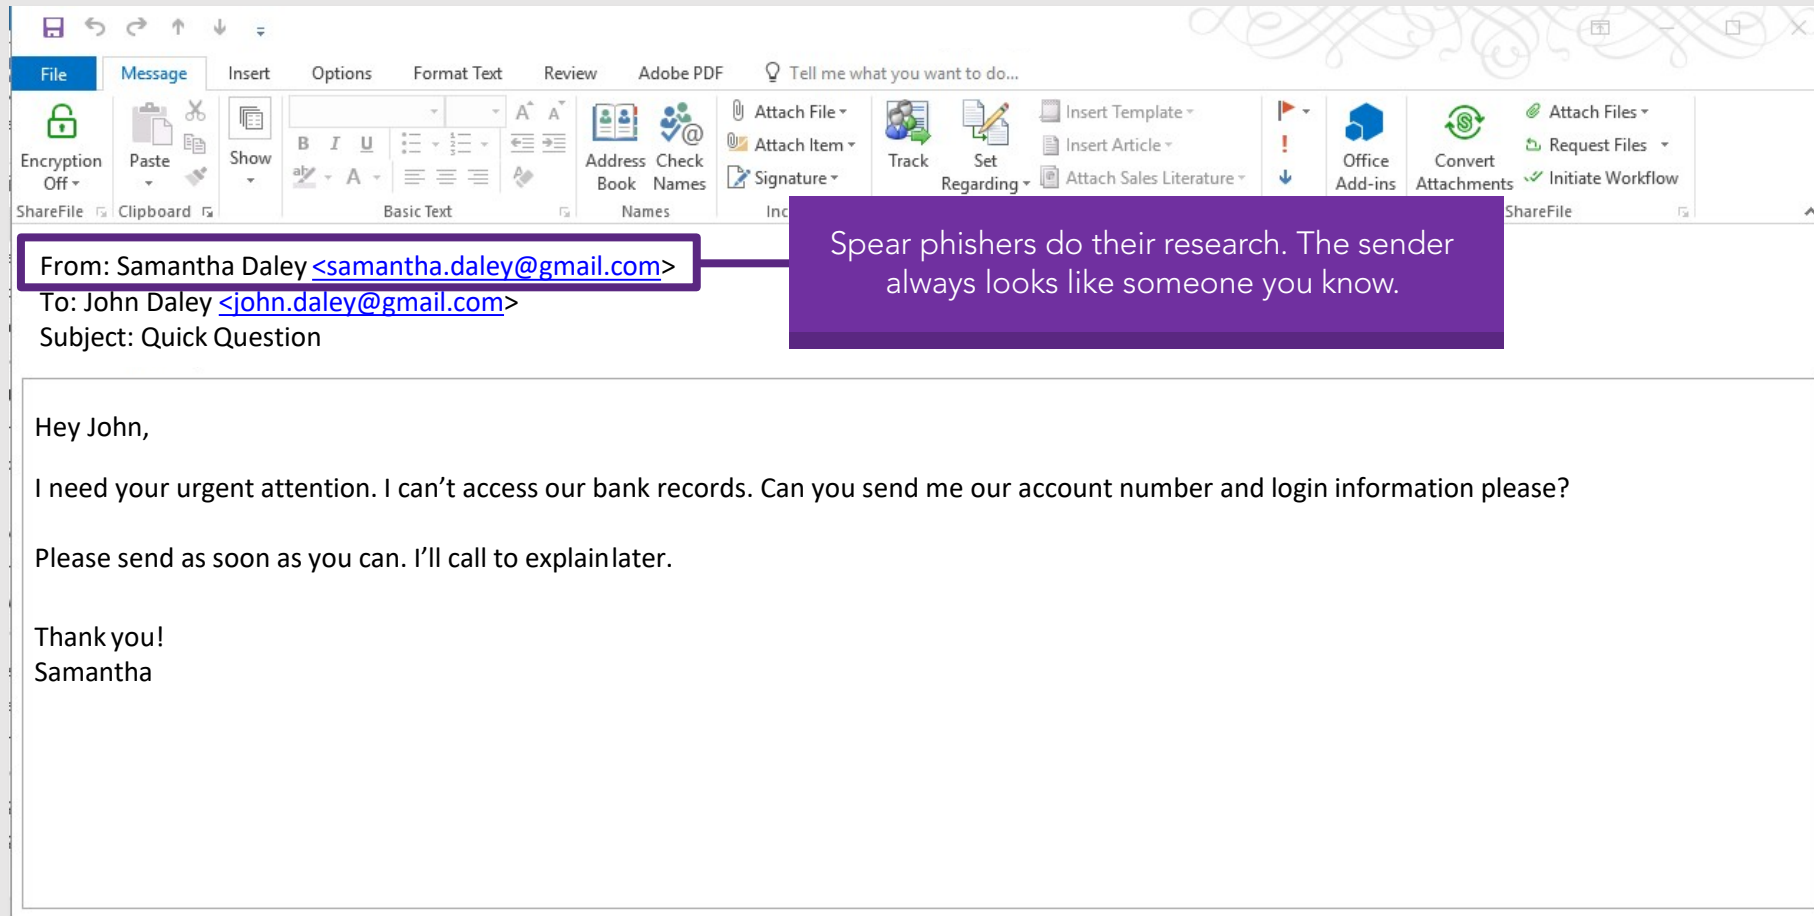 File Message Insert Options Format Text Review Adobe PDF Tell me what you want to do...
Encryption Off
Paste
Show
B I U
A A
A
Address Book
Check Names
Attach File
Attach Item
Signature
Track
Set Regarding
Insert Template
Insert Article
Attach Sales Literature
Office Add-ins
Convert Attachments
Attach Files
Request Files
Initiate Workflow
ShareFile Clipboard Basic Text Names Inc ShareFile
From: Samantha Daley <samantha.daley@gmail.com>
To: John Daley <john.daley@gmail.com>
Subject: Quick Question
Spear phishers do their research. The sender
always looks like someone you know.
Hey John,
I need your urgent attention. I can’t access our bank records. Can you send me our account number and login information please?
Please send as soon as you can. I’ll call to explain later.
Thank you!
Samantha